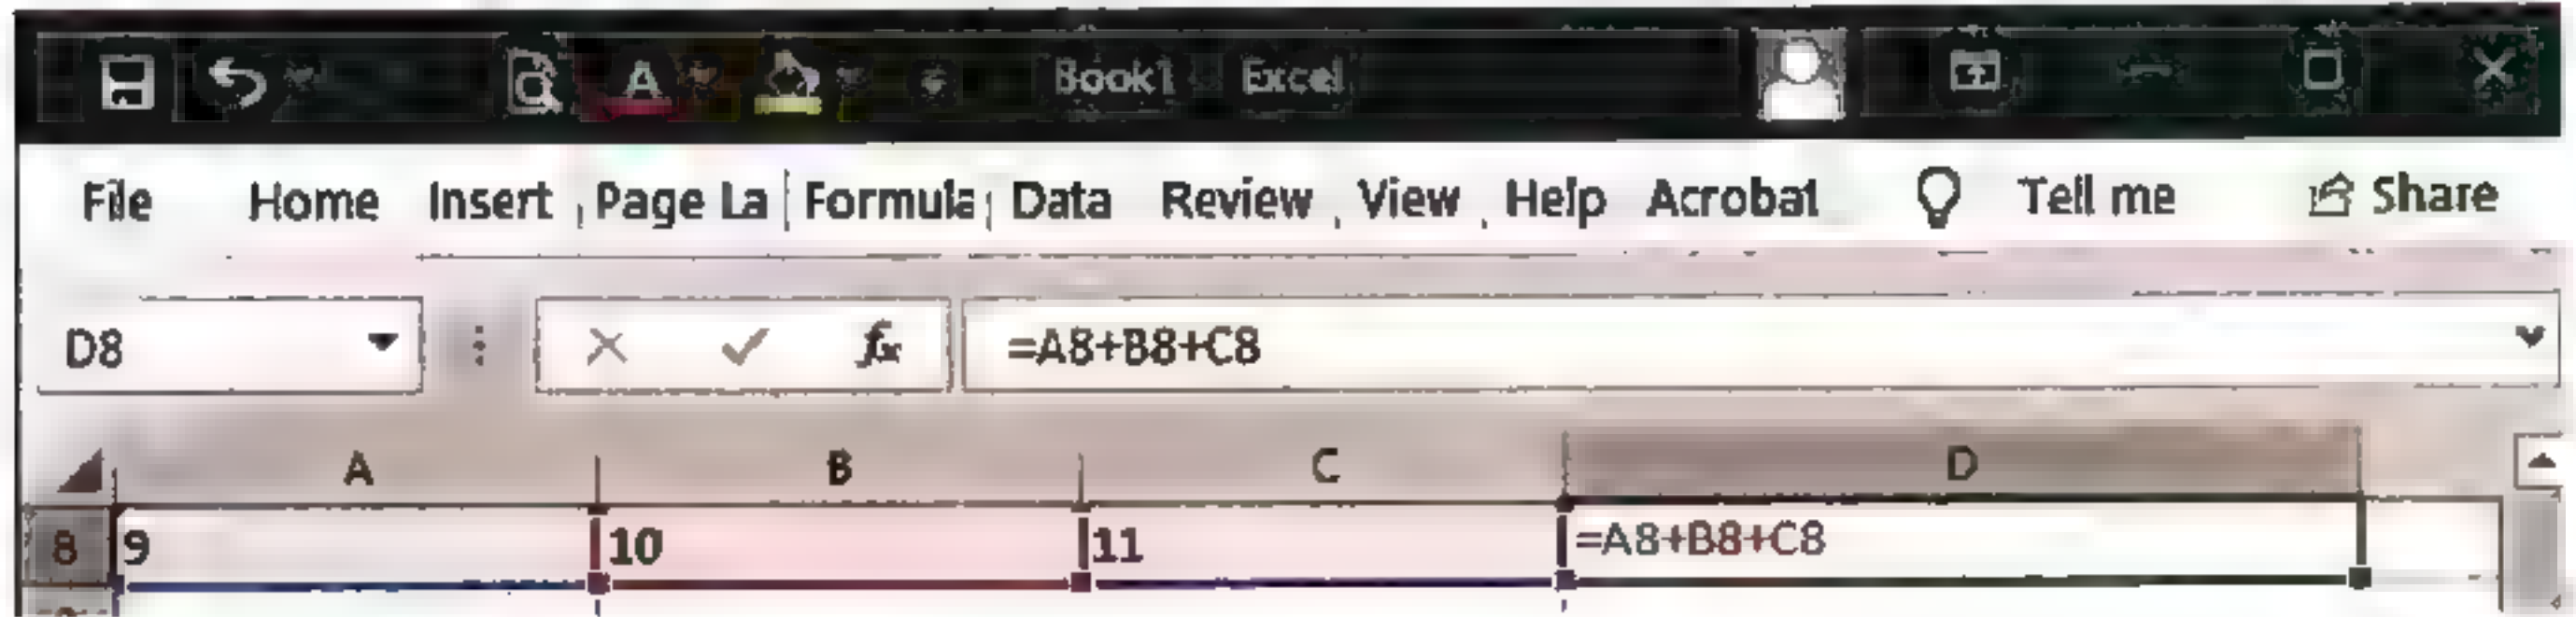 Book1 Excel
File Home Insert Page La Formula Data Review View Help Acrobat Tell me Share
D8 fx =A8+B8+C8
A B C D
8 9 10 11 =A8+B8+C8